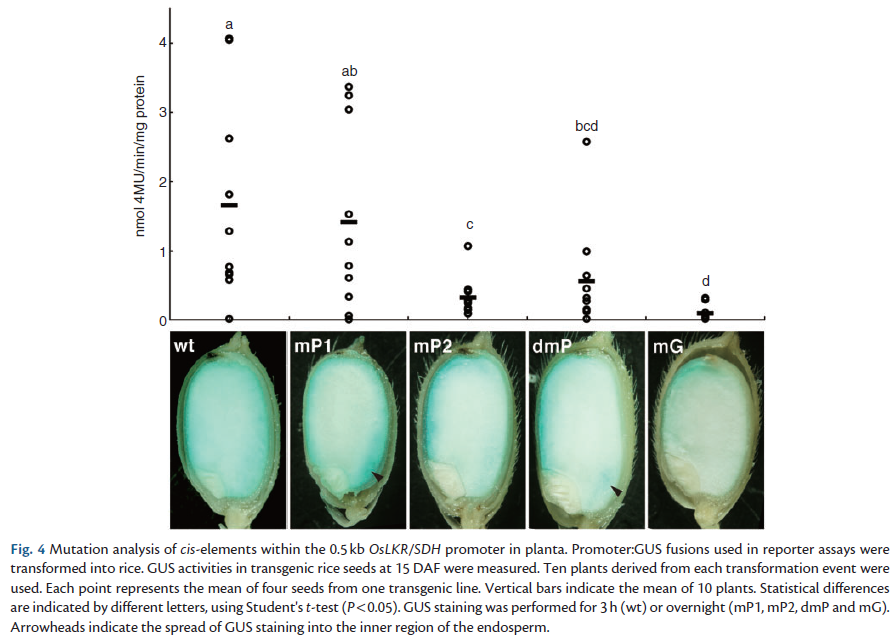 a
ab
c
bcd
d
4
3
2
1
0
nmol 4MU/min/mg protein
wt
mP1
mP2
dmP
mG
Fig. 4 Mutation analysis of cis-elements within the 0.5 kb OsLKR/SDH promoter in planta. Promoter:GUS fusions used in reporter assays were
transformed into rice. GUS activities in transgenic rice seeds at 15 DAF were measured. Ten plants derived from each transformation event were
used. Each point represents the mean of four seeds from one transgenic line. Vertical bars indicate the mean of 10 plants. Statistical differences
are indicated by different letters, using Student's t-test (P<0.05). GUS staining was performed for 3 h (wt) or overnight (mP1, mP2, dmP and mG).
Arrowheads indicate the spread of GUS staining into the inner region of the endosperm.